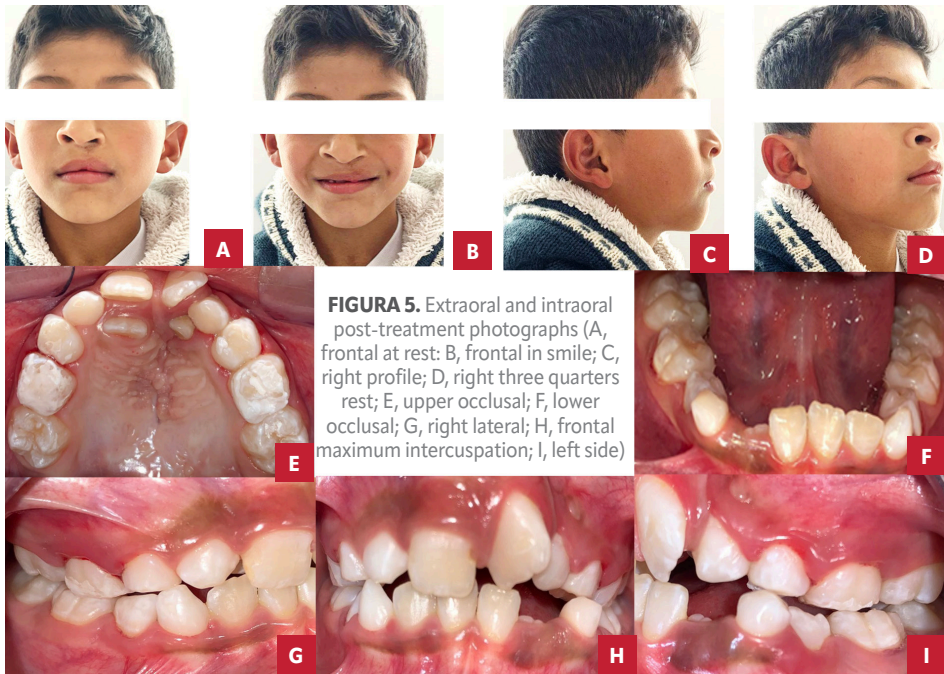 A
B
C
D
FIGURA 5. Extraoral and intraoral
post-treatment photographs (A,
frontal at rest: B, frontal in smile; C,
right profile; D, right three quarters
rest; E, upper occlusal; F, lower
occlusal; G, right lateral; H, frontal
maximum intercuspation; I, left side)
E
F
G
H
I